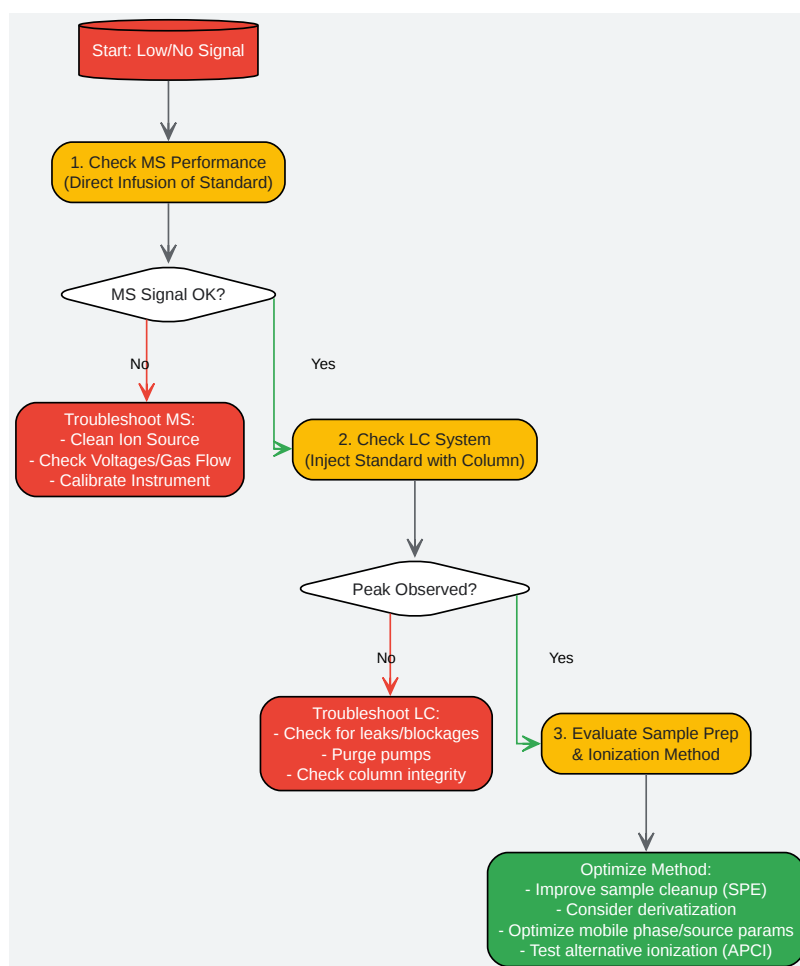 Start: Low/No Signal
1. Check MS Performance
(Direct Infusion of Standard)
MS Signal OK?
No
Yes
Troubleshoot MS:
- Clean Ion Source
- Check Voltages/Gas Flow
- Calibrate Instrument
2. Check LC System
(Inject Standard with Column)
Peak Observed?
No
Yes
Troubleshoot LC:
- Check for leaks/blockages
- Purge pumps
- Check column integrity
3. Evaluate Sample Prep
& Ionization Method
Optimize Method:
- Improve sample cleanup (SPE)
- Consider derivatization
- Optimize mobile phase/source params
- Test alternative ionization (APCI)